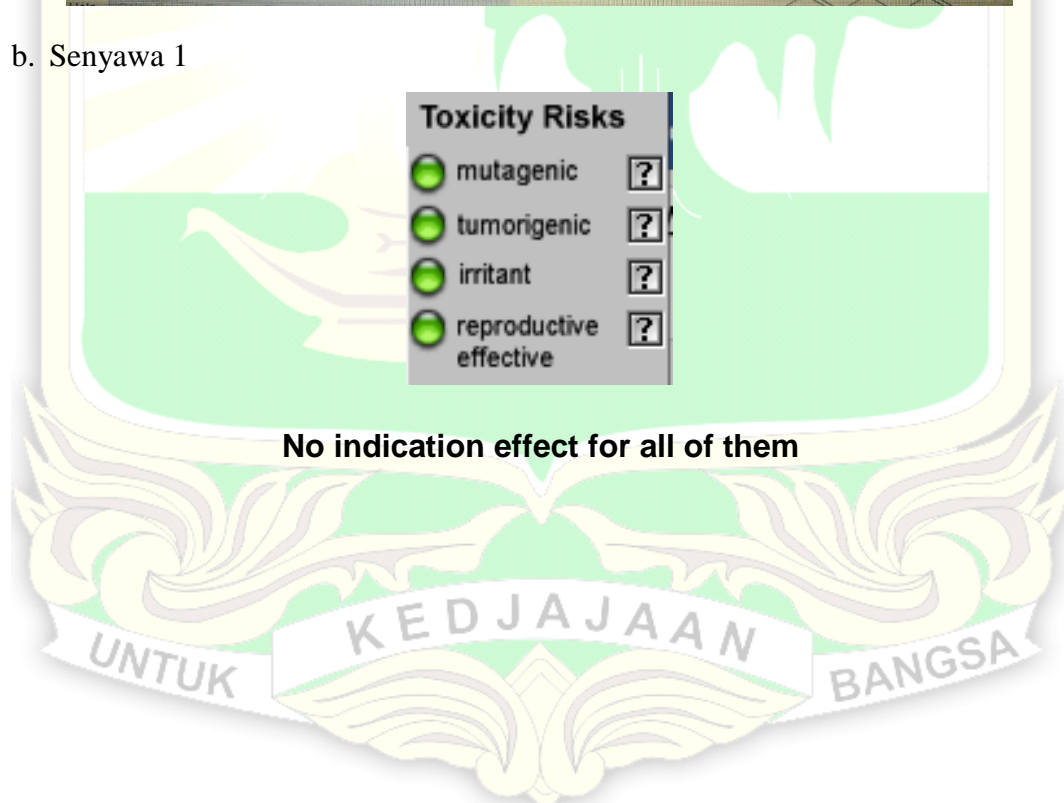 b. Senyawa 1
Toxicity Risks
mutagenic ?
tumorigenic ?
irritant ?
reproductive ?
effective
No indication effect for all of them
UNTUK KEDJAJAAN BANGSA